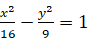 x²/16 − y²/9 = 1